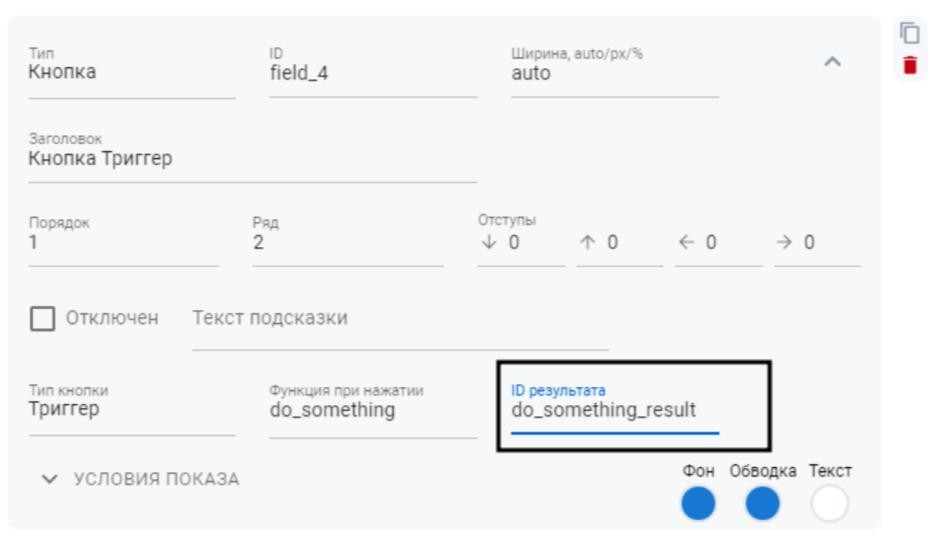 Тип ID Ширина, auto/px/%
Кнопка field_4 auto
Заголовок
Кнопка Триггер
Порядок Ряд Отступы
1 2 ↓ 0 ↑ 0 ← 0 → 0
Отключен Текст подсказки
Тип кнопки Функция при нажатии ID результата
Триггер do_something do_something_result
УСЛОВИЯ ПОКАЗА Фон Обводка Текст